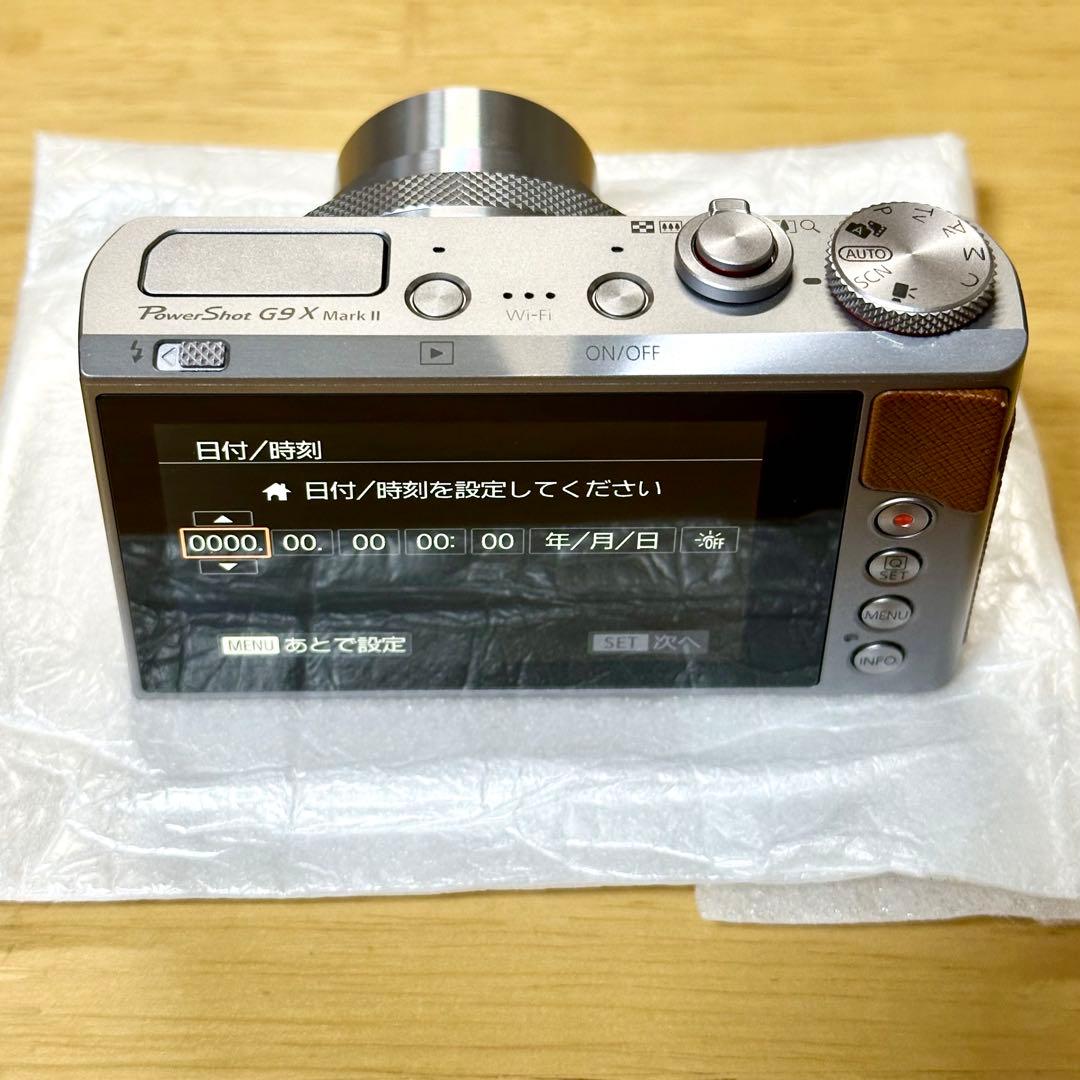 P Tv Av M C
AUTO
SCN
PowerShot G9 X Mark II
Wi-Fi
ON/OFF
日付/時刻
日付/時刻を設定してください
0000. 00. 00 00: 00 年/月/日 OFF
MENU あとで設定 SET 次へ
Q
SET
MENU
INFO.